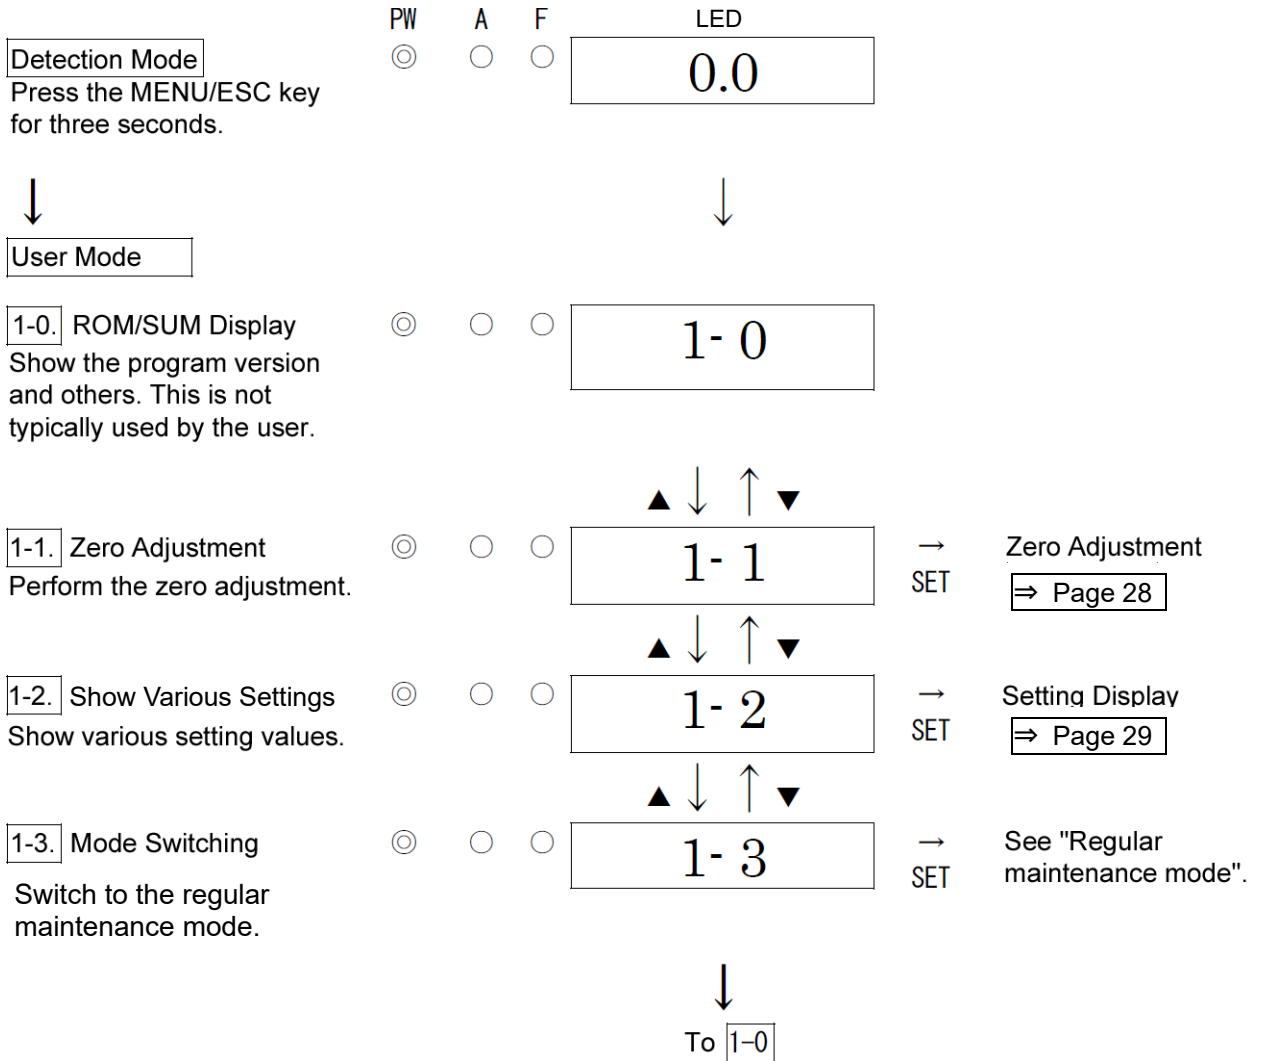 PW A F LED
Detection Mode ◎ ○ ○ 0.0
Press the MENU/ESC key
for three seconds.
↓ ↓
User Mode
1-0. ROM/SUM Display ◎ ○ ○ 1- 0
Show the program version
and others. This is not
typically used by the user.
▲ ↓ ↑ ▼
1-1. Zero Adjustment ◎ ○ ○ 1- 1 → Zero Adjustment
Perform the zero adjustment. SET ⇒ Page 28
▲ ↓ ↑ ▼
1-2. Show Various Settings ◎ ○ ○ 1- 2 → Setting Display
Show various setting values. SET ⇒ Page 29
▲ ↓ ↑ ▼
1-3. Mode Switching ◎ ○ ○ 1- 3 → See "Regular
SET maintenance mode".
Switch to the regular
maintenance mode.
↓
To 1-0